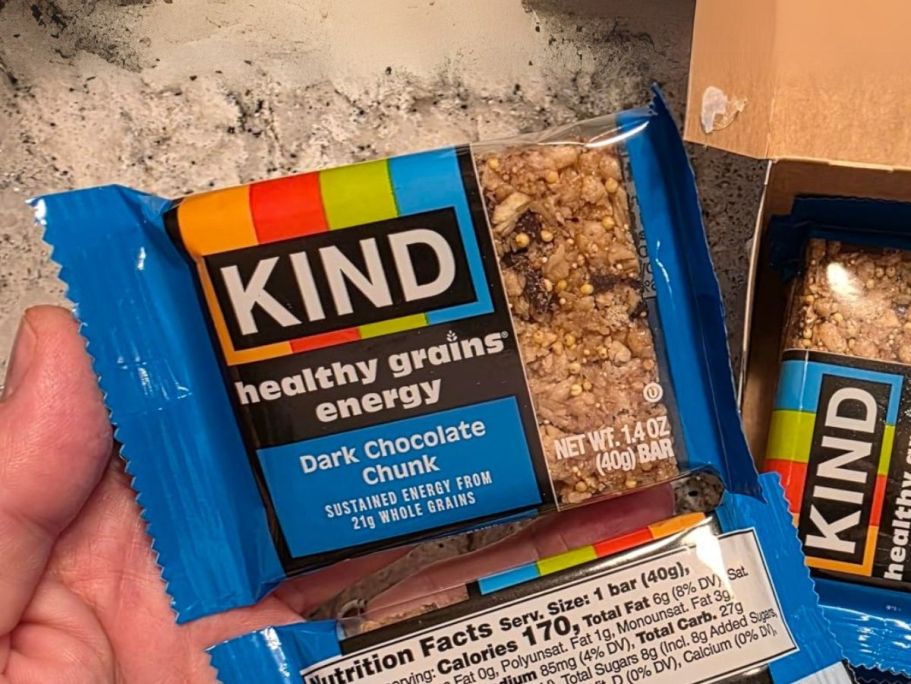 KIND
healthy grains®
energy
Dark Chocolate
Chunk
SUSTAINED ENERGY FROM
21g WHOLE GRAINS
NET WT. 1.4 OZ
(40g) BAR
Nutrition Facts Serv. Size: 1 bar (40g),
Calories 170, Total Fat 6g (8% DV), Sat.
Fat 0g, Polyunsat. Fat 1g, Monounsat. Fat 3g,
85mg (4% DV), Total Carb. 27g
Total Sugars 8g (Incl. 8g Added Sugars,
D (0% DV), Calcium (0% DV),
KIND
healthy